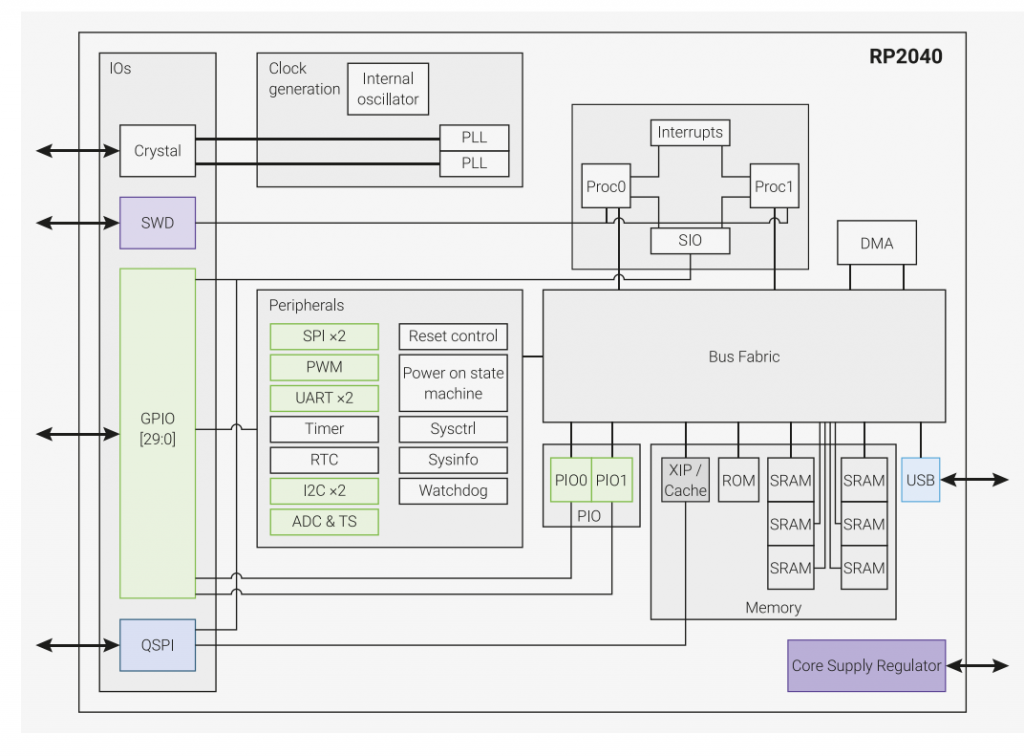 RP2040
IOs
Clock
generation
Internal
oscillator
Crystal
PLL
PLL
Interrupts
Proc0
Proc1
SIO
SWD
DMA
Peripherals
SPI ×2
PWM
UART ×2
Timer
RTC
I2C ×2
ADC & TS
Reset control
Power on state
machine
Sysctrl
Sysinfo
Watchdog
Bus Fabric
GPIO
[29:0]
PIO0
PIO1
PIO
XIP /
Cache
ROM
SRAM
SRAM
SRAM
SRAM
SRAM
SRAM
Memory
USB
QSPI
Core Supply Regulator